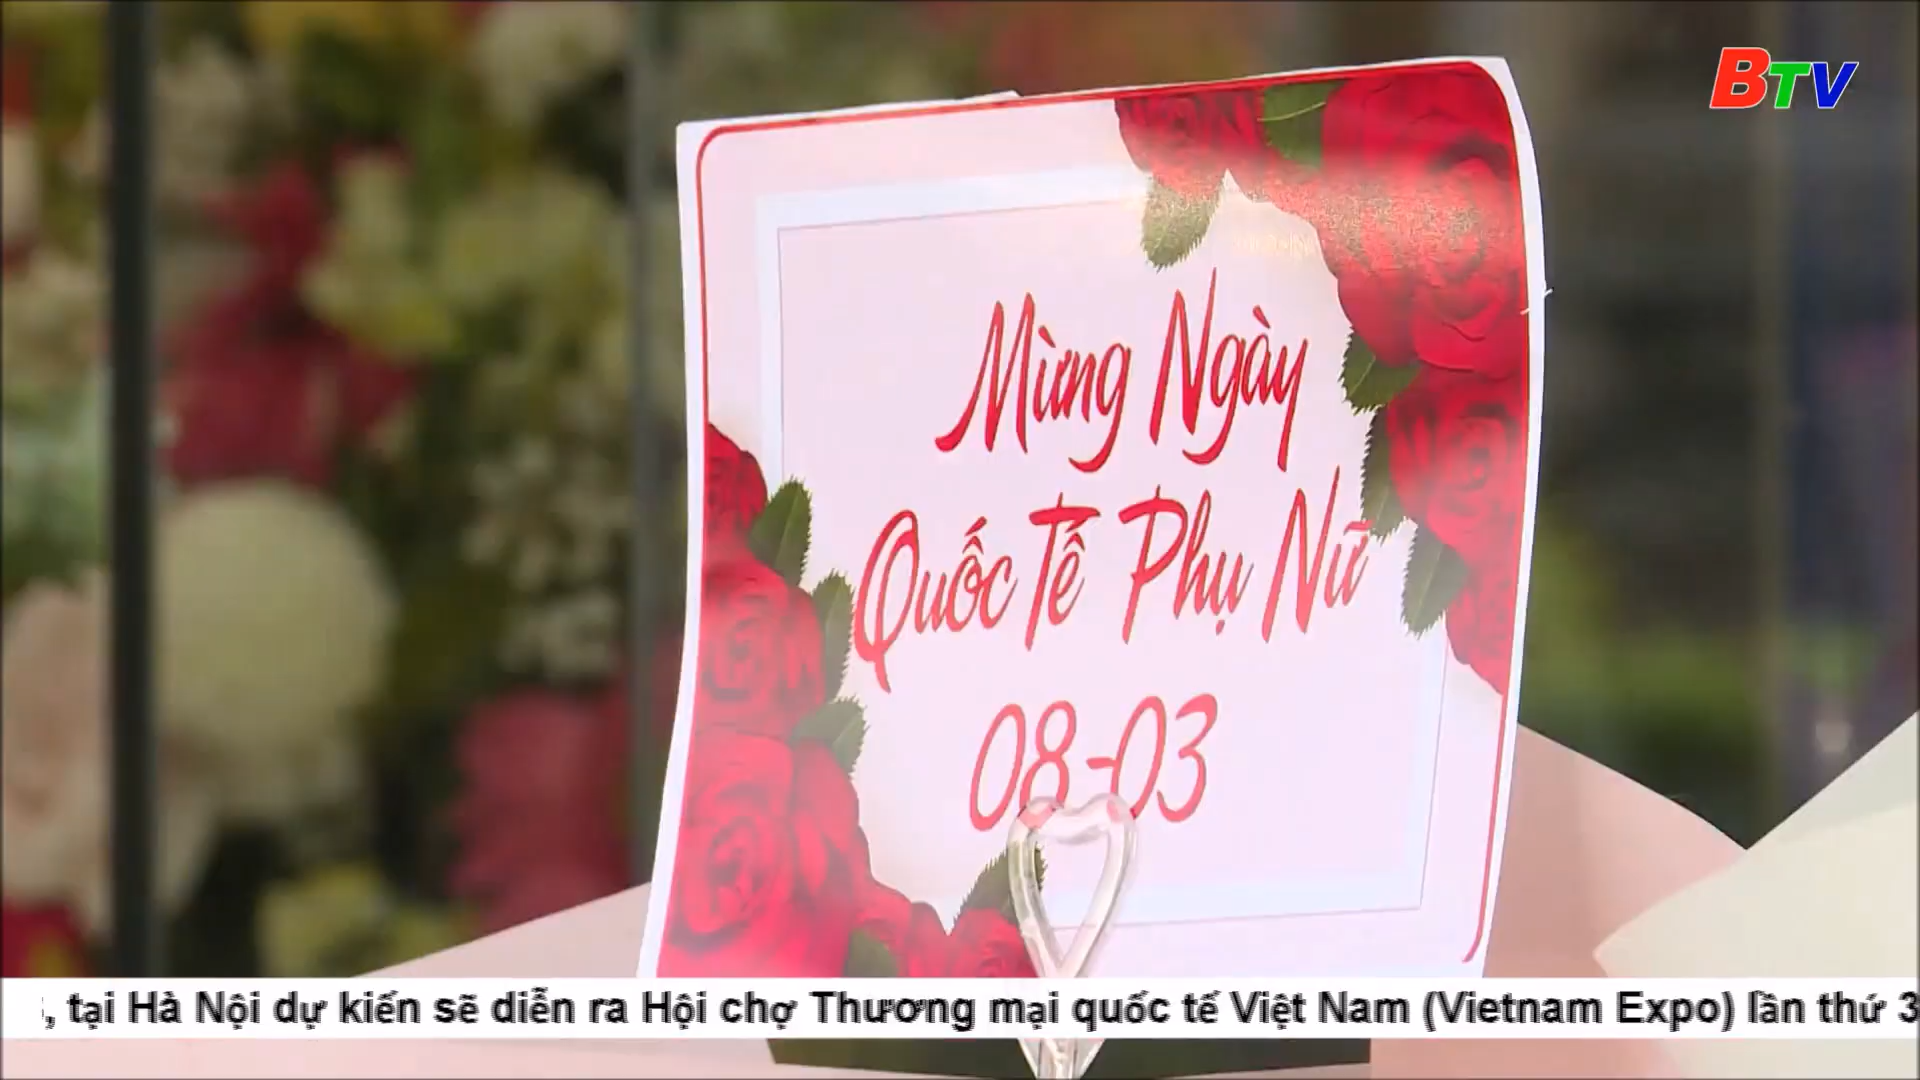 BTV
Mừng Ngày
Quốc Tế Phụ Nữ
08-03
, tại Hà Nội dự kiến sẽ diễn ra Hội chợ Thương mại quốc tế Việt Nam (Vietnam Expo) lần thứ 3